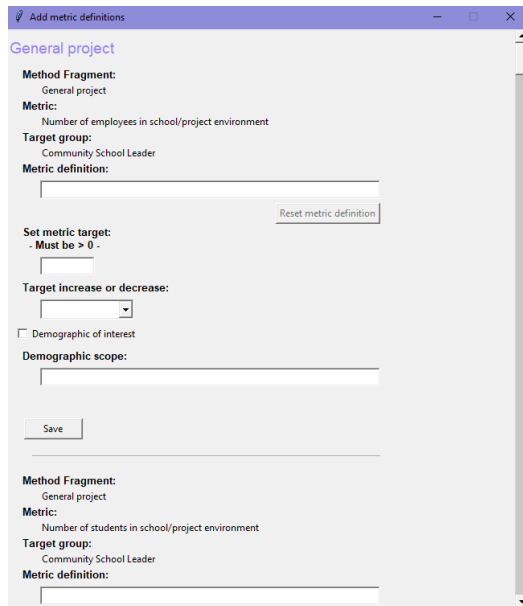 Add metric definitions
General project
Method Fragment:
General project
Metric:
Number of employees in school/project environment
Target group:
Community School Leader
Metric definition:
Reset metric definition
Set metric target:
- Must be > 0 -
Target increase or decrease:
Demographic of interest
Demographic scope:
Save
Method Fragment:
General project
Metric:
Number of students in school/project environment
Target group:
Community School Leader
Metric definition: